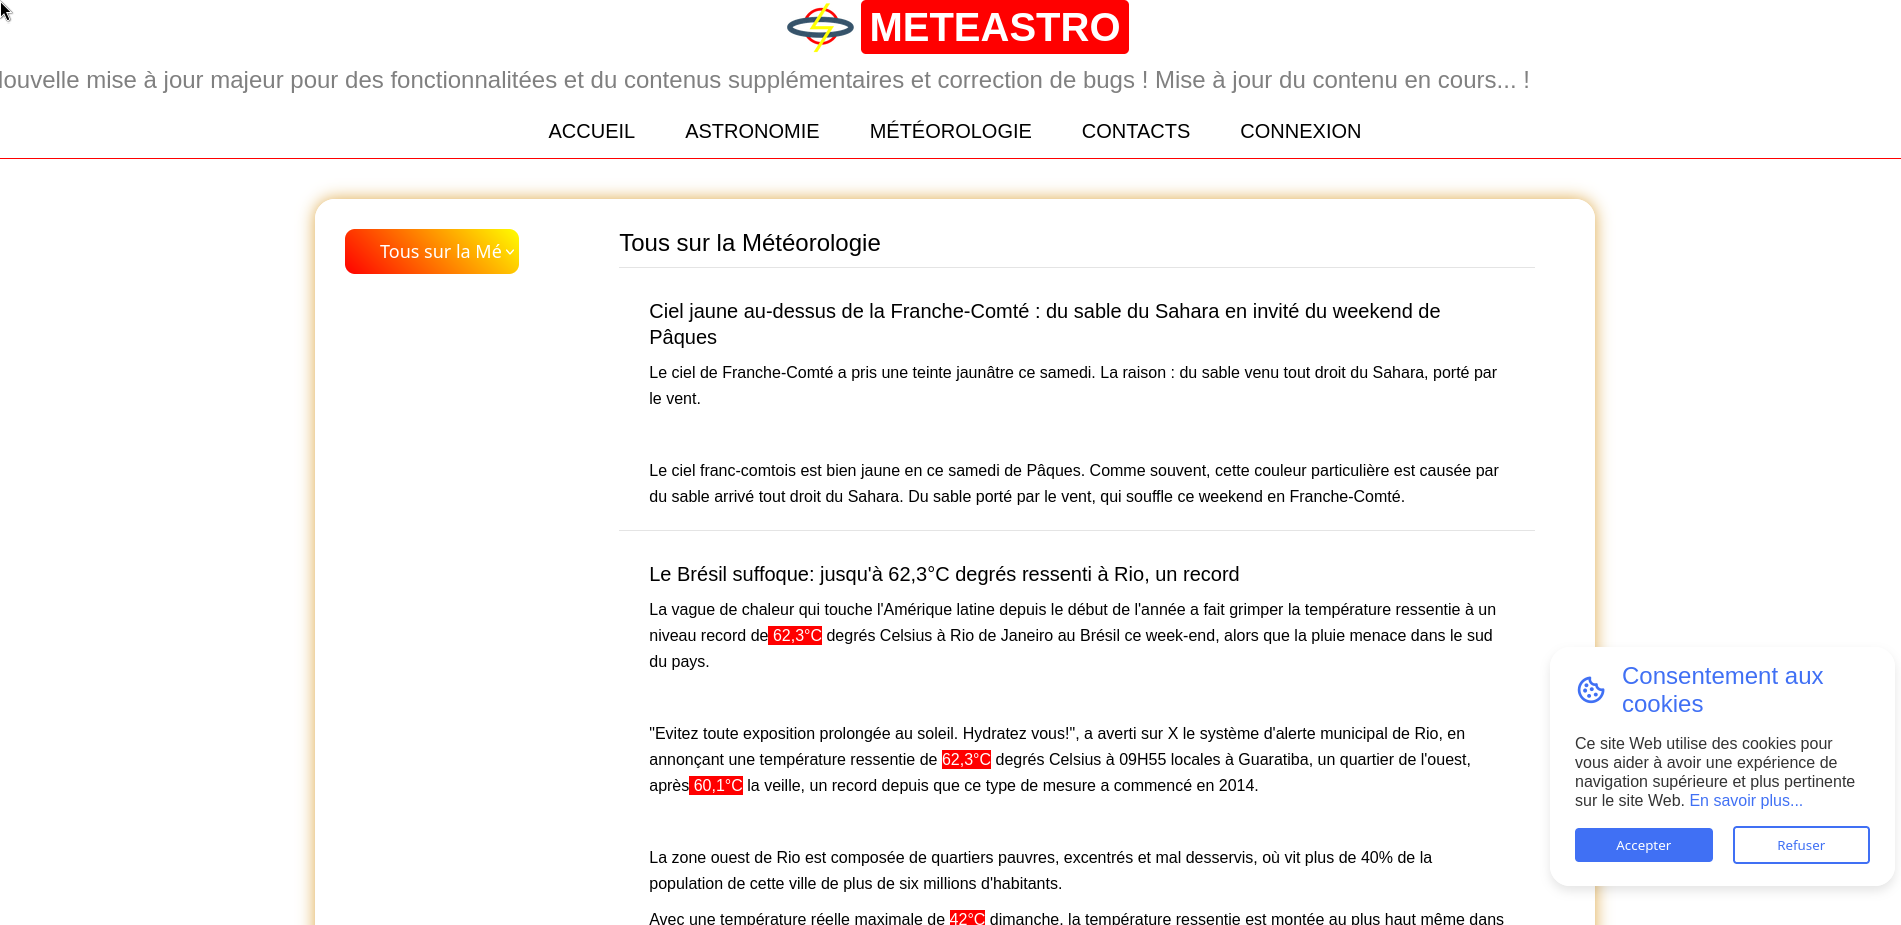 METEASTRO
ouvelle mise à jour majeur pour des fonctionnalitées et du contenus supplémentaires et correction de bugs ! Mise à jour du contenu en cours... !
ACCUEIL ASTRONOMIE MÉTÉOROLOGIE CONTACTS CONNEXION
Tous sur la Mé
Tous sur la Météorologie
Ciel jaune au-dessus de la Franche-Comté : du sable du Sahara en invité du weekend de
Pâques
Le ciel de Franche-Comté a pris une teinte jaunâtre ce samedi. La raison : du sable venu tout droit du Sahara, porté par
le vent.
Le ciel franc-comtois est bien jaune en ce samedi de Pâques. Comme souvent, cette couleur particulière est causée par
du sable arrivé tout droit du Sahara. Du sable porté par le vent, qui souffle ce weekend en Franche-Comté.
Le Brésil suffoque: jusqu'à 62,3°C degrés ressenti à Rio, un record
La vague de chaleur qui touche l'Amérique latine depuis le début de l'année a fait grimper la température ressentie à un
niveau record de 62,3°C degrés Celsius à Rio de Janeiro au Brésil ce week-end, alors que la pluie menace dans le sud
du pays.
"Evitez toute exposition prolongée au soleil. Hydratez vous!", a averti sur X le système d'alerte municipal de Rio, en
annonçant une température ressentie de 62,3°C degrés Celsius à 09H55 locales à Guaratiba, un quartier de l'ouest,
après 60,1°C la veille, un record depuis que ce type de mesure a commencé en 2014.
La zone ouest de Rio est composée de quartiers pauvres, excentrés et mal desservis, où vit plus de 40% de la
population de cette ville de plus de six millions d'habitants.
Avec une température réelle maximale de 42°C dimanche, la température ressentie est montée au plus haut même dans
Consentement aux
cookies
Ce site Web utilise des cookies pour
vous aider à avoir une expérience de
navigation supérieure et plus pertinente
sur le site Web. En savoir plus...
Accepter Refuser